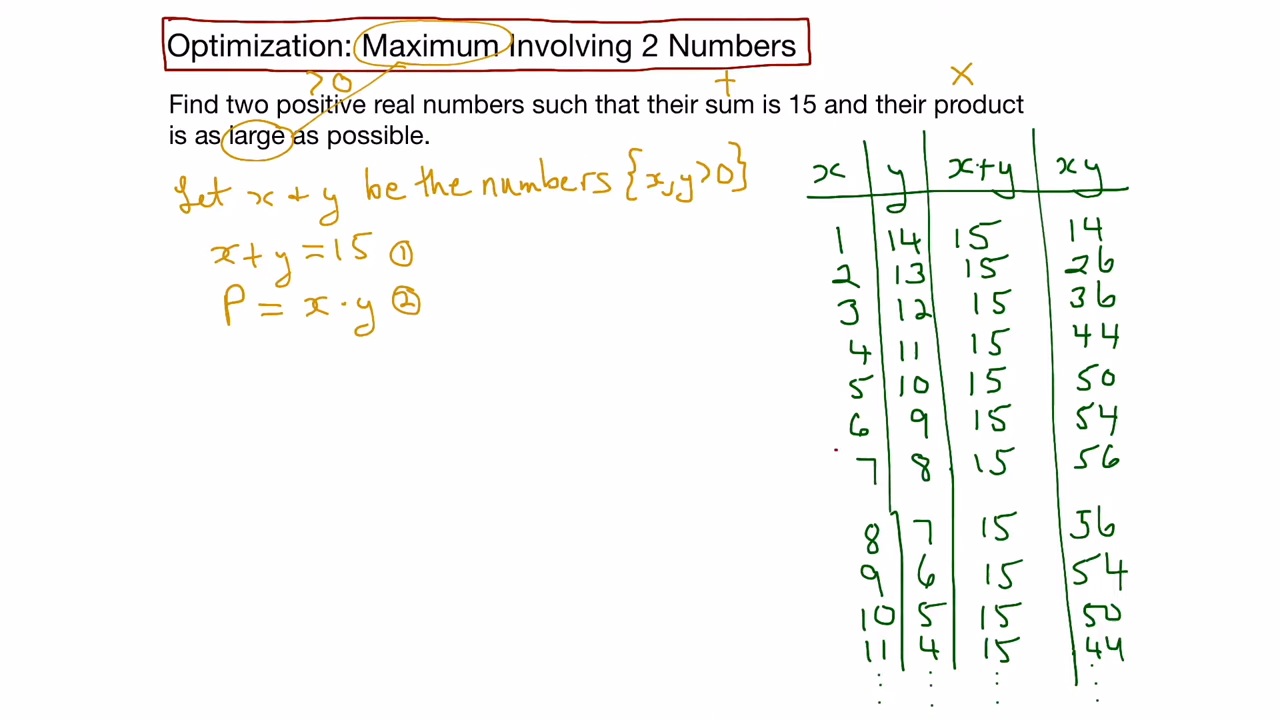 Optimization: Maximum Involving 2 Numbers
>0 + ×
Find two positive real numbers such that their sum is 15 and their product
is as large as possible.
Let x + y be the numbers {x,y>0}
x+y=15 ①
P = x·y ②
x y x+y xy
1 14 15 14
2 13 15 26
3 12 15 36
4 11 15 44
5 10 15 50
6 9 15 54
7 8 15 56
8 7 15 56
9 6 15 54
10 5 15 50
11 4 15 44
⋮ ⋮ ⋮ ⋮